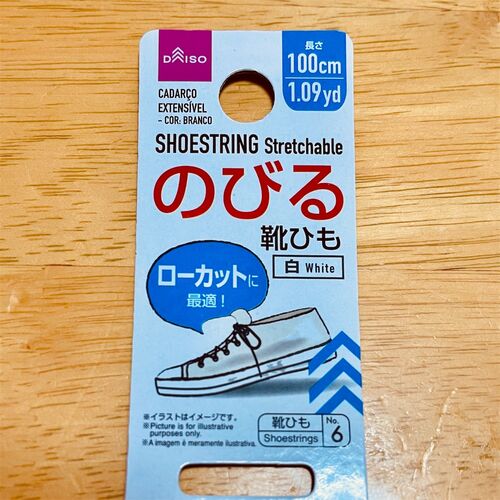 DAISO
長さ
100cm
1.09yd
CADARÇO
EXTENSÍVEL
- COR: BRANCO
SHOESTRING Stretchable
のびる
靴ひも
白 White
ローカットに
最適!
※イラストはイメージです。
※Picture is for illustrative
purposes only.
※A imagem é meramente ilustrativa.
靴ひも
Shoestrings
No.
6